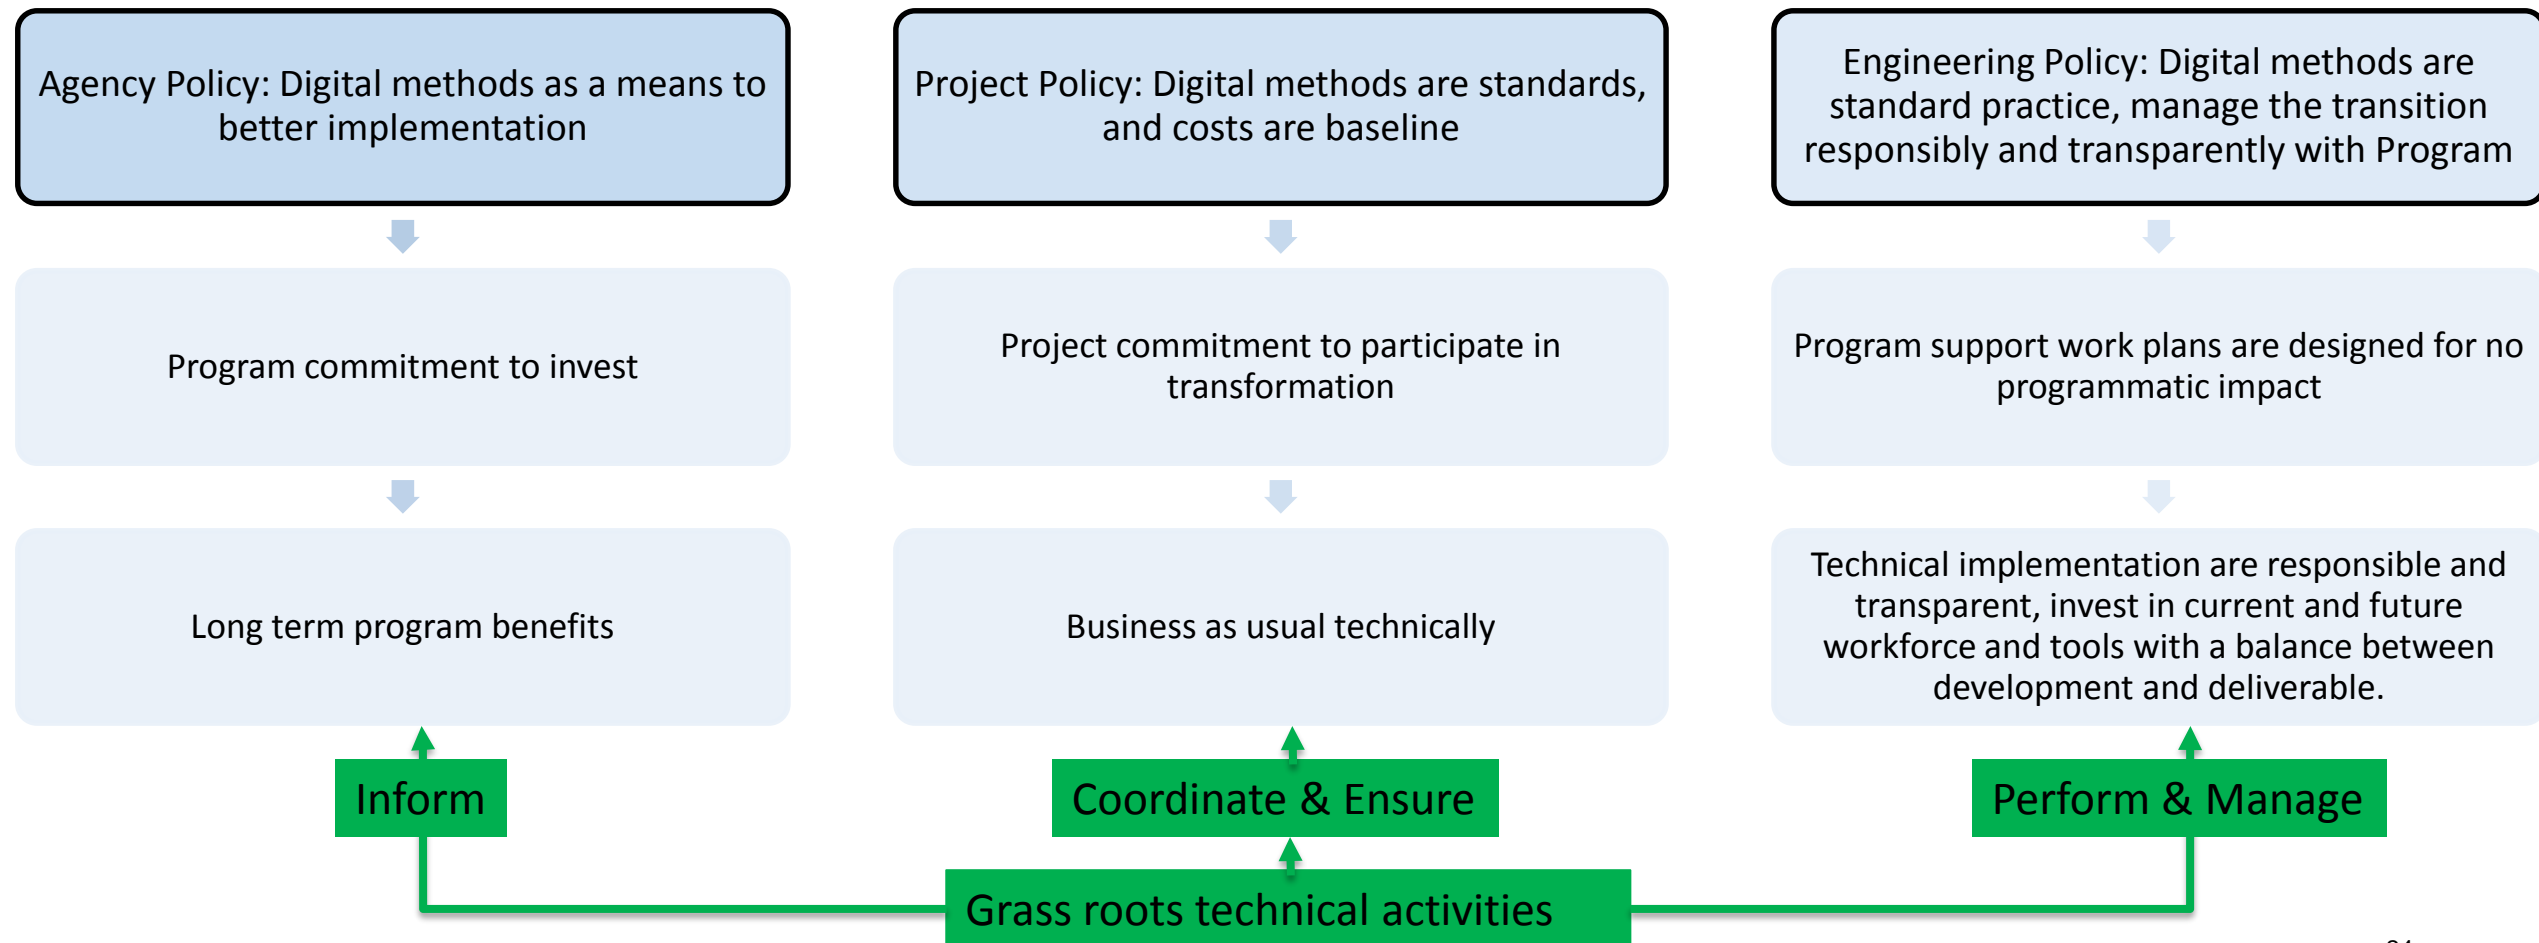 Agency Policy: Digital methods as a means to
better implementation
Project Policy: Digital methods are standards,
and costs are baseline
Engineering Policy: Digital methods are
standard practice, manage the transition
responsibly and transparently with Program
Program commitment to invest
Project commitment to participate in
transformation
Program support work plans are designed for no
programmatic impact
Long term program benefits
Business as usual technically
Technical implementation are responsible and
transparent, invest in current and future
workforce and tools with a balance between
development and deliverable.
Inform
Coordinate & Ensure
Perform & Manage
Grass roots technical activities